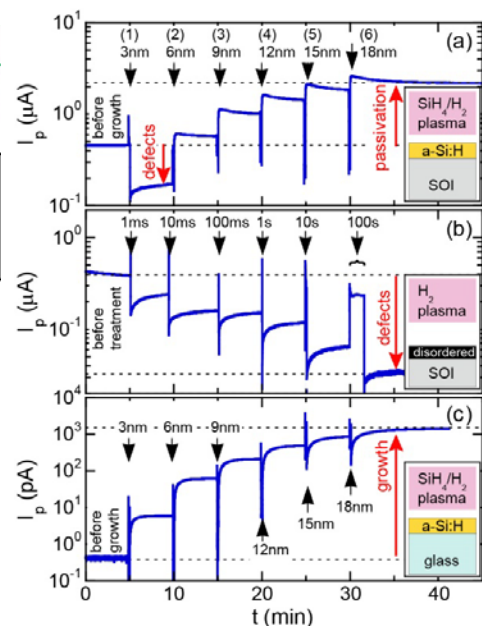 (1) (2) (3) (4) (5) (6)
3nm 6nm 9nm 12nm 15nm 18nm
(a)
10¹
10⁰
10⁻¹
Iₚ (μA)
before growth
defects
passivation
SiH₄/H₂
plasma
a-Si:H
SOI
1ms 10ms 100ms 1s 10s 100s
(b)
10⁰
10⁻¹
Iₚ (μA)
before
treatment
defects
H₂
plasma
disordered
SOI
3nm 6nm 9nm
(c)
10⁴
10³
10²
10¹
10⁰
10⁻¹
Iₚ (pA)
before
growth
12nm
15nm
18nm
growth
SiH₄/H₂
plasma
a-Si:H
glass
0 10 20 30 40
t (min)